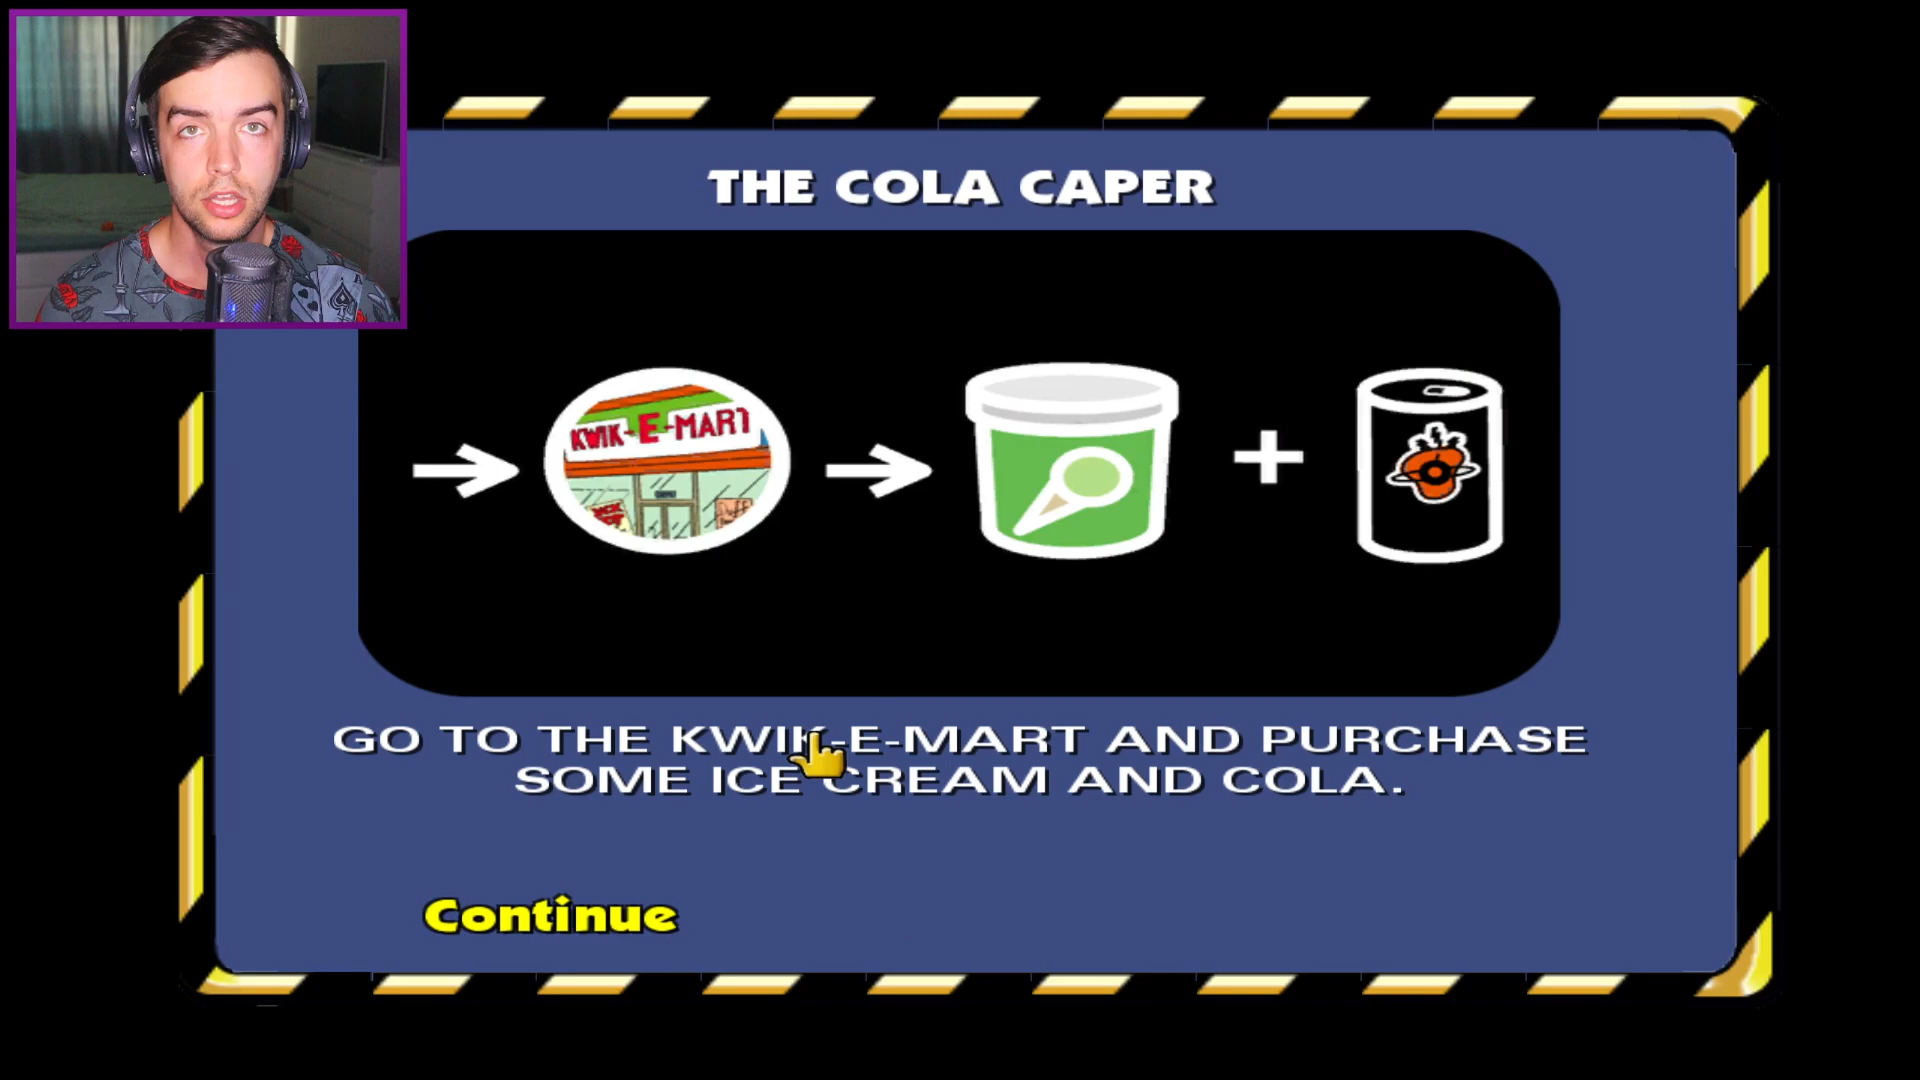 THE COLA CAPER
KWIK-E-MART
GO TO THE KWIK-E-MART AND PURCHASE
SOME ICE CREAM AND COLA.
Continue